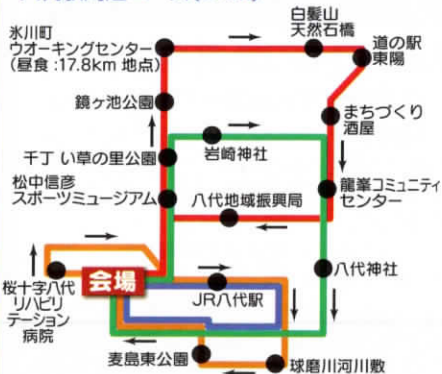 氷川町
ウオーキングセンター
(昼食:17.8km 地点)
白髪山
天然石橋
道の駅
東陽
鏡ヶ池公園
まちづくり
酒屋
千丁 い草の里公園
岩崎神社
松中信彦
スポーツミュージアム
龍峯コミュニティ
センター
八代地域振興局
八代神社
会場
桜十字八代
リハビリ
テーション
病院
JR八代駅
麦島東公園
球磨川河川敷